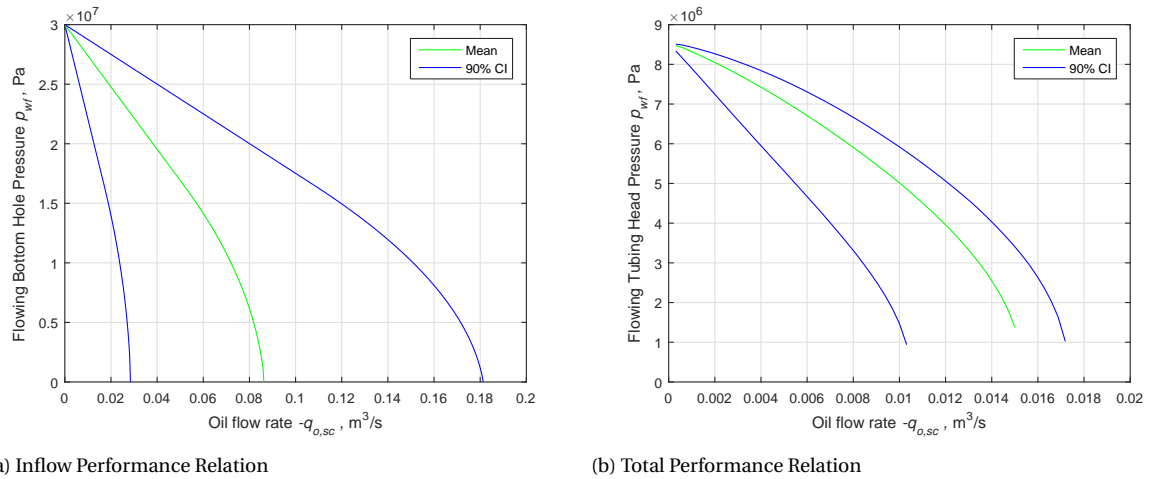 ×10^7
3
2.5
2
1.5
1
0.5
0
0 0.02 0.04 0.06 0.08 0.1 0.12 0.14 0.16 0.18 0.2
Flowing Bottom Hole Pressure p_wf, Pa
Oil flow rate -q_o,sc , m^3/s
Mean
90% CI
a) Inflow Performance Relation
×10^6
9
8
7
6
5
4
3
2
1
0
0 0.002 0.004 0.006 0.008 0.01 0.012 0.014 0.016 0.018 0.02
Flowing Tubing Head Pressure p_wf, Pa
Oil flow rate -q_o,sc , m^3/s
Mean
90% CI
(b) Total Performance Relation